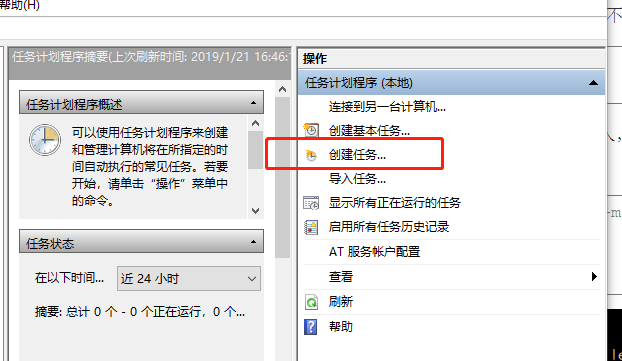 帮助(H)
任务计划程序摘要(上次刷新时间: 2019/1/21 16:46:
任务计划程序概述
可以使用任务计划程序来创建
和管理计算机将在所指定的时
间自动执行的常见任务。若要
开始，请单击“操作”菜单中
的命令。
任务状态
在以下时间...
近 24 小时
摘要: 总计 0 个 - 0 个正在运行，0 个...
操作
任务计划程序 (本地)
连接到另一台计算机...
创建基本任务...
创建任务...
导入任务...
显示所有正在运行的任务
启用所有任务历史记录
AT 服务帐户配置
查看
刷新
帮助
不
-m
le